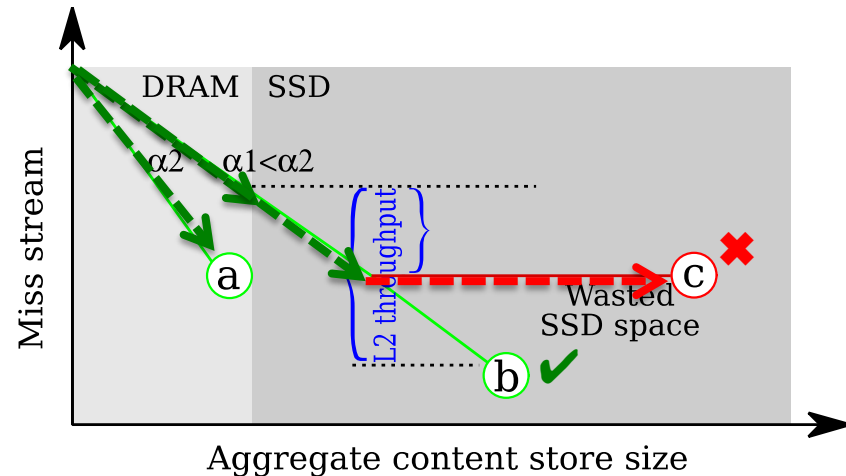 DRAM
SSD
α2
α1<α2
Miss stream
L2 throughput
a
c
Wasted
SSD space
b
Aggregate content store size